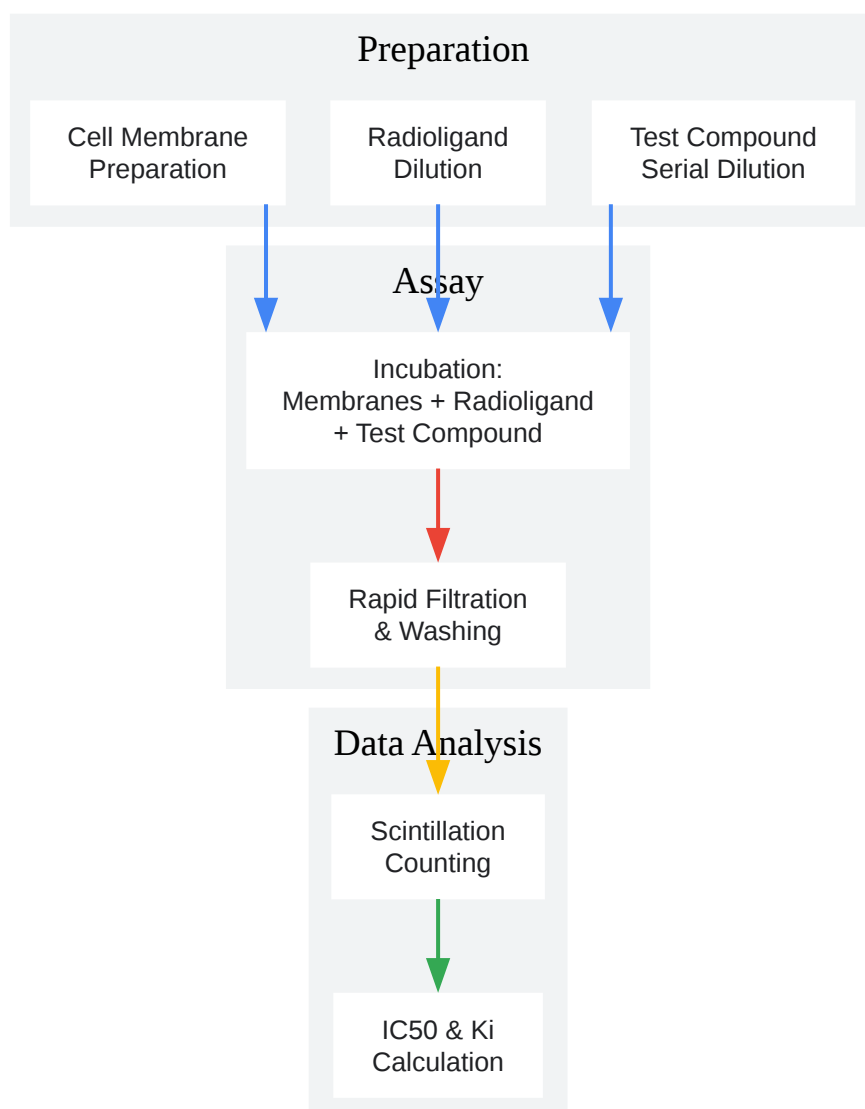 Preparation
Cell Membrane
Preparation
Radioligand
Dilution
Test Compound
Serial Dilution
Assay
Incubation:
Membranes + Radioligand
+ Test Compound
Rapid Filtration
& Washing
Data Analysis
Scintillation
Counting
IC50 & Ki
Calculation